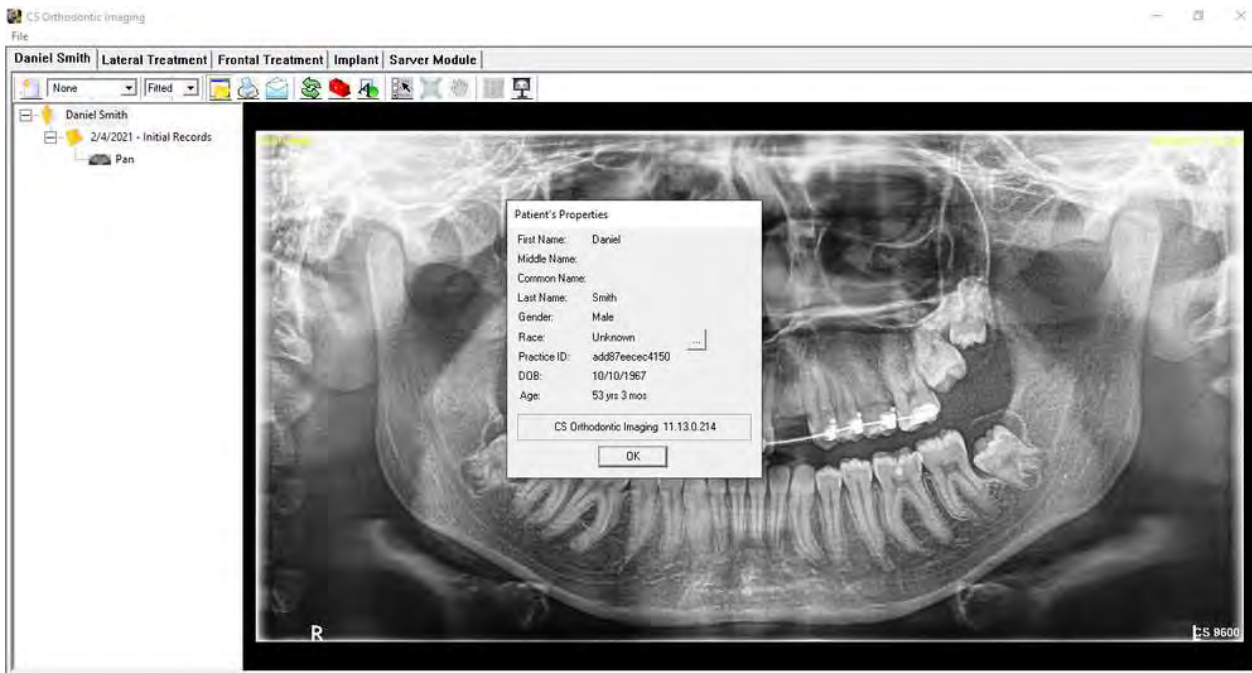 CS Orthodontic Imaging
File
Daniel Smith Lateral Treatment Frontal Treatment Implant Sarver Module
None Fitted
Daniel Smith
2/4/2021 - Initial Records
Pan
Patient's Properties
First Name: Daniel
Middle Name:
Common Name:
Last Name: Smith
Gender: Male
Race: Unknown ...
Practice ID: add87eecec4150
DOB: 10/10/1967
Age: 53 yrs 3 mos
CS Orthodontic Imaging 11.13.0.214
OK
R
L
CS 9600